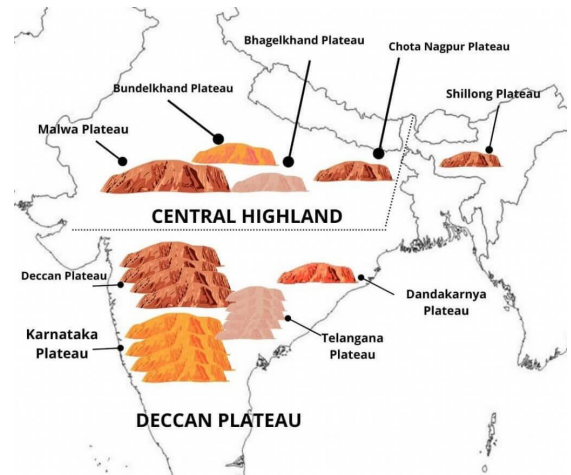 Bhagelkhand Plateau
Chota Nagpur Plateau
Bundelkhand Plateau
Shillong Plateau
Malwa Plateau
CENTRAL HIGHLAND
Deccan Plateau
Dandakarnya
Plateau
Karnataka
Plateau
Telangana
Plateau
DECCAN PLATEAU